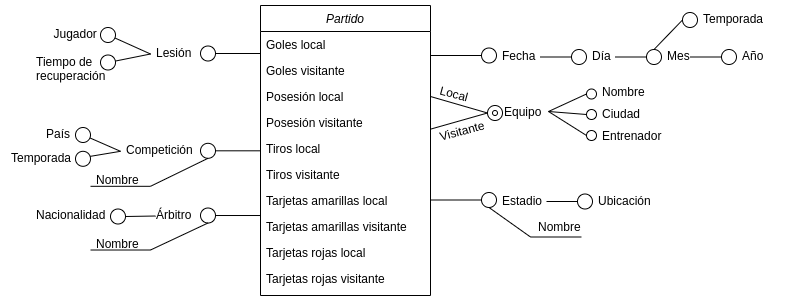 Partido
Goles local
Goles visitante
Posesión local
Posesión visitante
Tiros local
Tiros visitante
Tarjetas amarillas local
Tarjetas amarillas visitante
Tarjetas rojas local
Tarjetas rojas visitante
Jugador
Tiempo de
recuperación
Lesión
País
Temporada
Competición
Nombre
Nacionalidad
Árbitro
Nombre
Temporada
Fecha
Día
Mes
Año
Local
Visitante
Equipo
Nombre
Ciudad
Entrenador
Estadio
Ubicación
Nombre